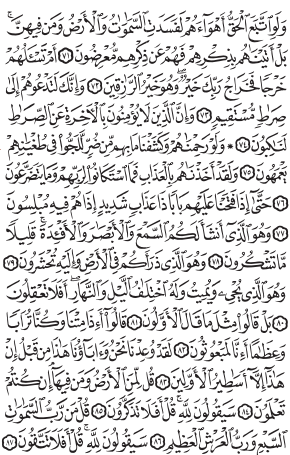 وَلَوِ ٱتَّبَعَ ٱلْحَقُّ أَهْوَآءَهُمْ لَفَسَدَتِ ٱلسَّمَٰوَٰتُ وَٱلْأَرْضُ وَمَن فِيهِنَّ ۚ
بَلْ أَتَيْنَٰهُم بِذِكْرِهِمْ فَهُمْ عَن ذِكْرِهِم مُّعْرِضُونَ ٧١ أَمْ تَسْـَٔلُهُمْ
خَرْجًا فَخَرَاجُ رَبِّكَ خَيْرٌ ۖ وَهُوَ خَيْرُ ٱلرَّٰزِقِينَ ٧٢ وَإِنَّكَ لَتَدْعُوهُمْ إِلَىٰ
صِرَٰطٍ مُّسْتَقِيمٍ ٧٣ وَإِنَّ ٱلَّذِينَ لَا يُؤْمِنُونَ بِٱلْـَٔاخِرَةِ عَنِ ٱلصِّرَٰطِ
لَنَٰكِبُونَ ٧٤ ۞ وَلَوْ رَحِمْنَٰهُمْ وَكَشَفْنَا مَا بِهِم مِّن ضُرٍّ لَّلَجُّوا۟ فِى طُغْيَٰنِهِمْ
يَعْمَهُونَ ٧٥ وَلَقَدْ أَخَذْنَٰهُم بِٱلْعَذَابِ فَمَا ٱسْتَكَانُوا۟ لِرَبِّهِمْ وَمَا يَتَضَرَّعُونَ
٧٦ حَتَّىٰٓ إِذَا فَتَحْنَا عَلَيْهِم بَابًا ذَا عَذَابٍ شَدِيدٍ إِذَا هُمْ فِيهِ مُبْلِسُونَ
٧٧ وَهُوَ ٱلَّذِىٓ أَنشَأَ لَكُمُ ٱلسَّمْعَ وَٱلْأَبْصَٰرَ وَٱلْأَفْـِٔدَةَ ۚ قَلِيلًا
مَّا تَشْكُرُونَ ٧٨ وَهُوَ ٱلَّذِى ذَرَأَكُمْ فِى ٱلْأَرْضِ وَإِلَيْهِ تُحْشَرُونَ ٧٩
وَهُوَ ٱلَّذِى يُحْىِۦ وَيُمِيتُ وَلَهُ ٱخْتِلَٰفُ ٱلَّيْلِ وَٱلنَّهَارِ ۚ أَفَلَا تَعْقِلُونَ
٨٠ بَلْ قَالُوا۟ مِثْلَ مَا قَالَ ٱلْأَوَّلُونَ ٨١ قَالُوٓا۟ أَءِذَا مِتْنَا وَكُنَّا تُرَابًا
وَعِظَٰمًا أَءِنَّا لَمَبْعُوثُونَ ٨٢ لَقَدْ وُعِدْنَا نَحْنُ وَءَابَآؤُنَا هَٰذَا مِن قَبْلُ إِنْ
هَٰذَآ إِلَّآ أَسَٰطِيرُ ٱلْأَوَّلِينَ ٨٣ قُل لِّمَنِ ٱلْأَرْضُ وَمَن فِيهَآ إِن كُنتُمْ
تَعْلَمُونَ ٨٤ سَيَقُولُونَ لِلَّهِ ۚ قُلْ أَفَلَا تَذَكَّرُونَ ٨٥ قُلْ مَن رَّبُّ ٱلسَّمَٰوَٰتِ
ٱلسَّبْعِ وَرَبُّ ٱلْعَرْشِ ٱلْعَظِيمِ ٨٦ سَيَقُولُونَ لِلَّهِ ۚ قُلْ أَفَلَا تَتَّقُونَ ٨٧